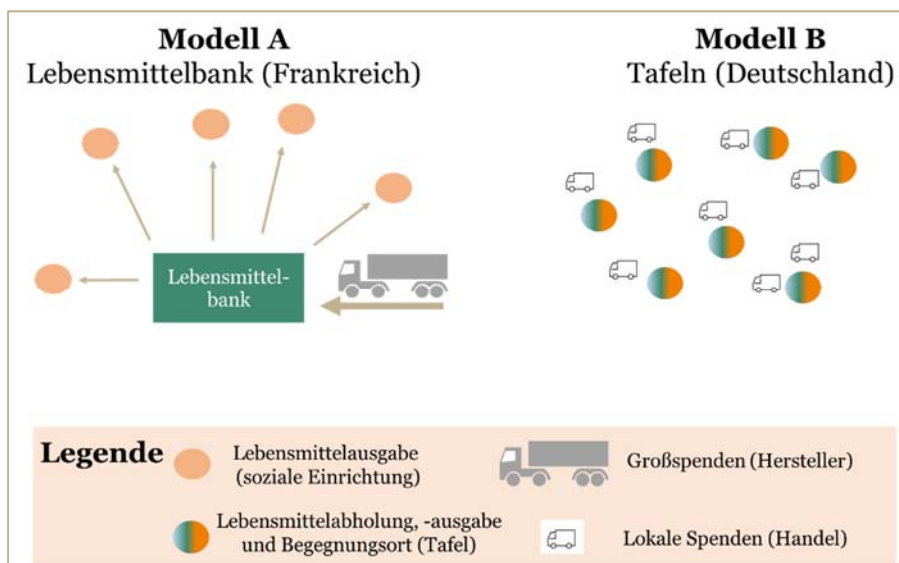 Modell A
Lebensmittelbank (Frankreich)
Modell B
Tafeln (Deutschland)
Lebensmittel-
bank
Legende
Lebensmittelausgabe
(soziale Einrichtung)
Großspenden (Hersteller)
Lebensmittelabholung, -ausgabe
und Begegnungsort (Tafel)
Lokale Spenden (Handel)